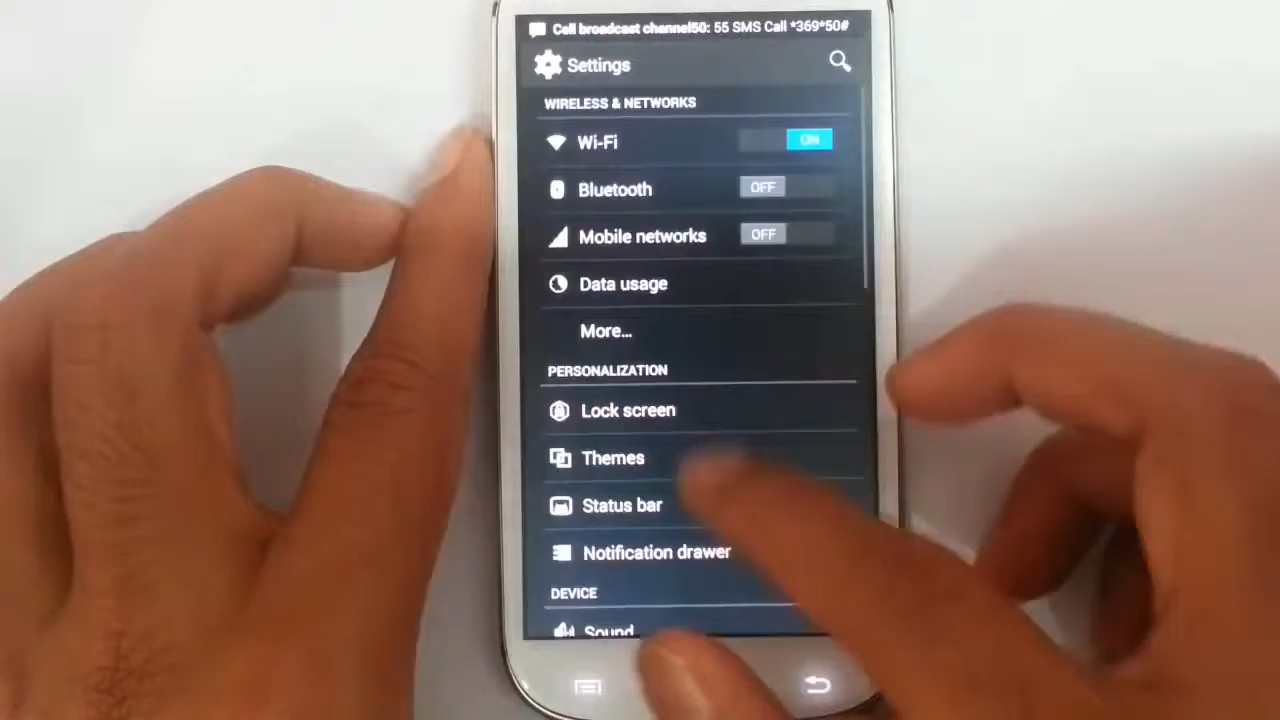 Cell broadcast channel50: 55 SMS Call *369*50#
Settings
WIRELESS & NETWORKS
Wi-Fi
ON
Bluetooth
OFF
Mobile networks
OFF
Data usage
More...
PERSONALIZATION
Lock screen
Themes
Status bar
Notification drawer
DEVICE
Sound